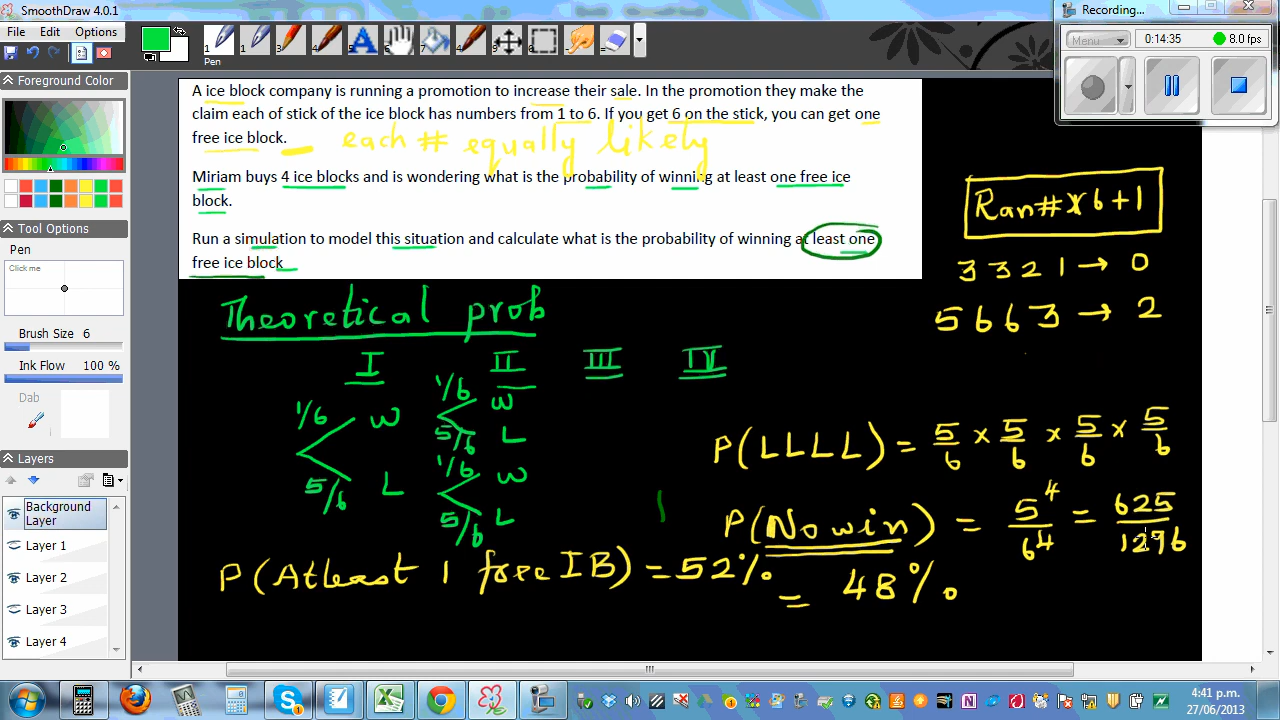 SmoothDraw 4.0.1
File Edit Options
Recording...
Menu 0:14:35 8.0 fps
Pen
Foreground Color
Tool Options
Pen
Click me
Brush Size 6
Ink Flow 100 %
Dab
Layers
Background Layer
Layer 1
Layer 2
Layer 3
Layer 4
A ice block company is running a promotion to increase their sale. In the promotion they make the
claim each of stick of the ice block has numbers from 1 to 6. If you get 6 on the stick, you can get one
free ice block.
each # equally likely
Miriam buys 4 ice blocks and is wondering what is the probability of winning at least one free ice
block.
Run a simulation to model this situation and calculate what is the probability of winning at least one
free ice block
Ran# x 6 + 1
3 3 2 1 → 0
5 6 6 3 → 2
Theoretical prob
I II III IV
1/6 W 1/6 W
5/6 L
5/6 L 1/6 W
5/6 L
P(LLLL) = 5/6 × 5/6 × 5/6 × 5/6
P(No win) = 5^4/6^4 = 625/1296
= 48%
P(Atleast 1 free IB) = 52%
4:41 p.m.
27/06/2013